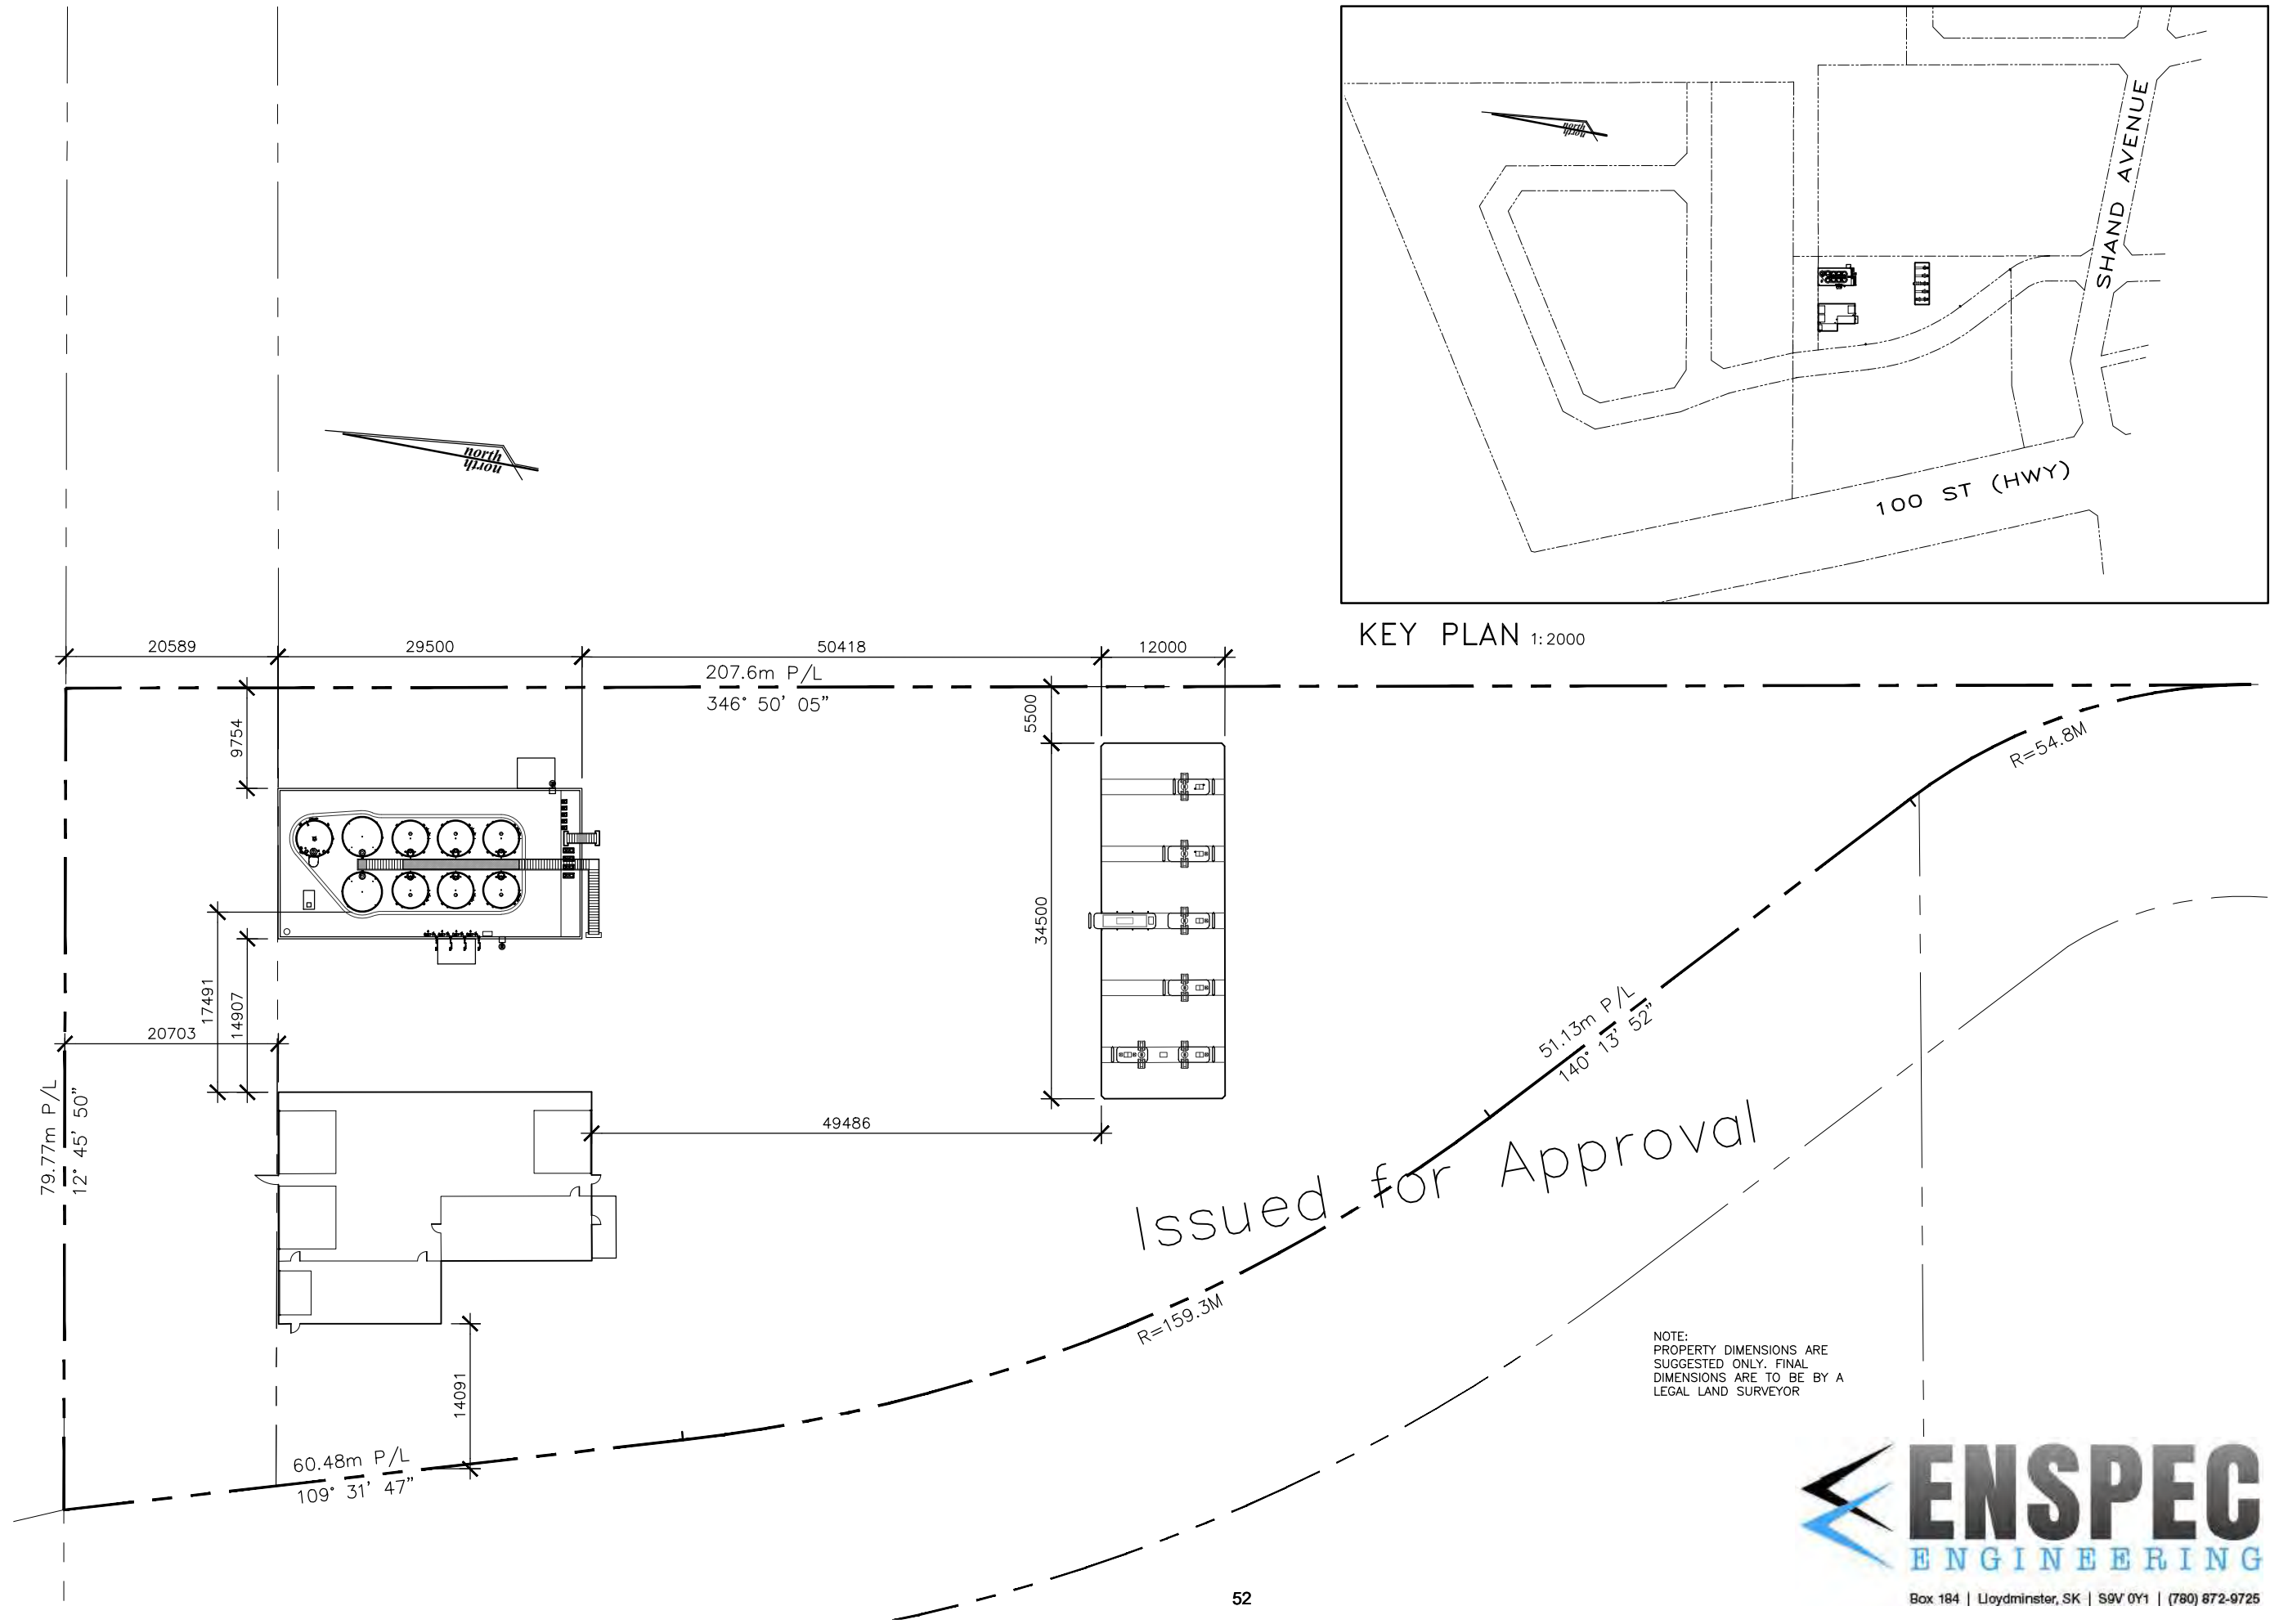 north
north
SHAND AVENUE
100 ST (HWY)
KEY PLAN 1:2000
north
north
20589
29500
50418
12000
207.6m P/L
346° 50' 05"
9754
5500
R=54.8M
34500
17491
14907
20703
51.13m P/L
140° 13' 52"
79.77m P/L
12° 45' 50"
49486
Issued for Approval
R=159.3M
14091
60.48m P/L
109° 31' 47"
NOTE:
PROPERTY DIMENSIONS ARE
SUGGESTED ONLY. FINAL
DIMENSIONS ARE TO BE BY A
LEGAL LAND SURVEYOR
ENSPEC
ENGINEERING
Box 184 | Lloydminster, SK | S9V 0Y1 | (780) 872-9725
52